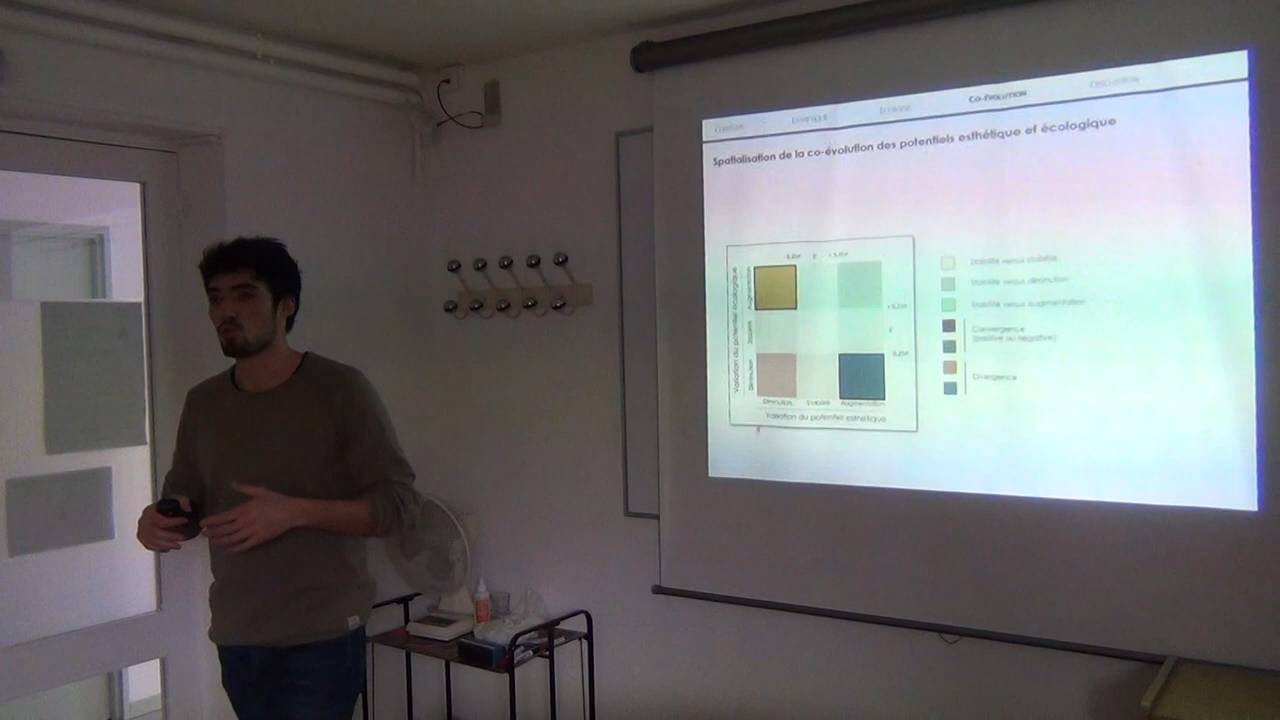 Co-évolution
Spatialisation de la co-évolution des potentiels esthétique et écologique
Variation du potentiel écologique
Augmentation
Stabilité
Diminution
Diminution Stabilité Augmentation
Variation du potentiel esthétique
Stabilité versus stabilité
Stabilité versus diminution
Stabilité versus augmentation
Convergence
(positive ou négative)
Divergence